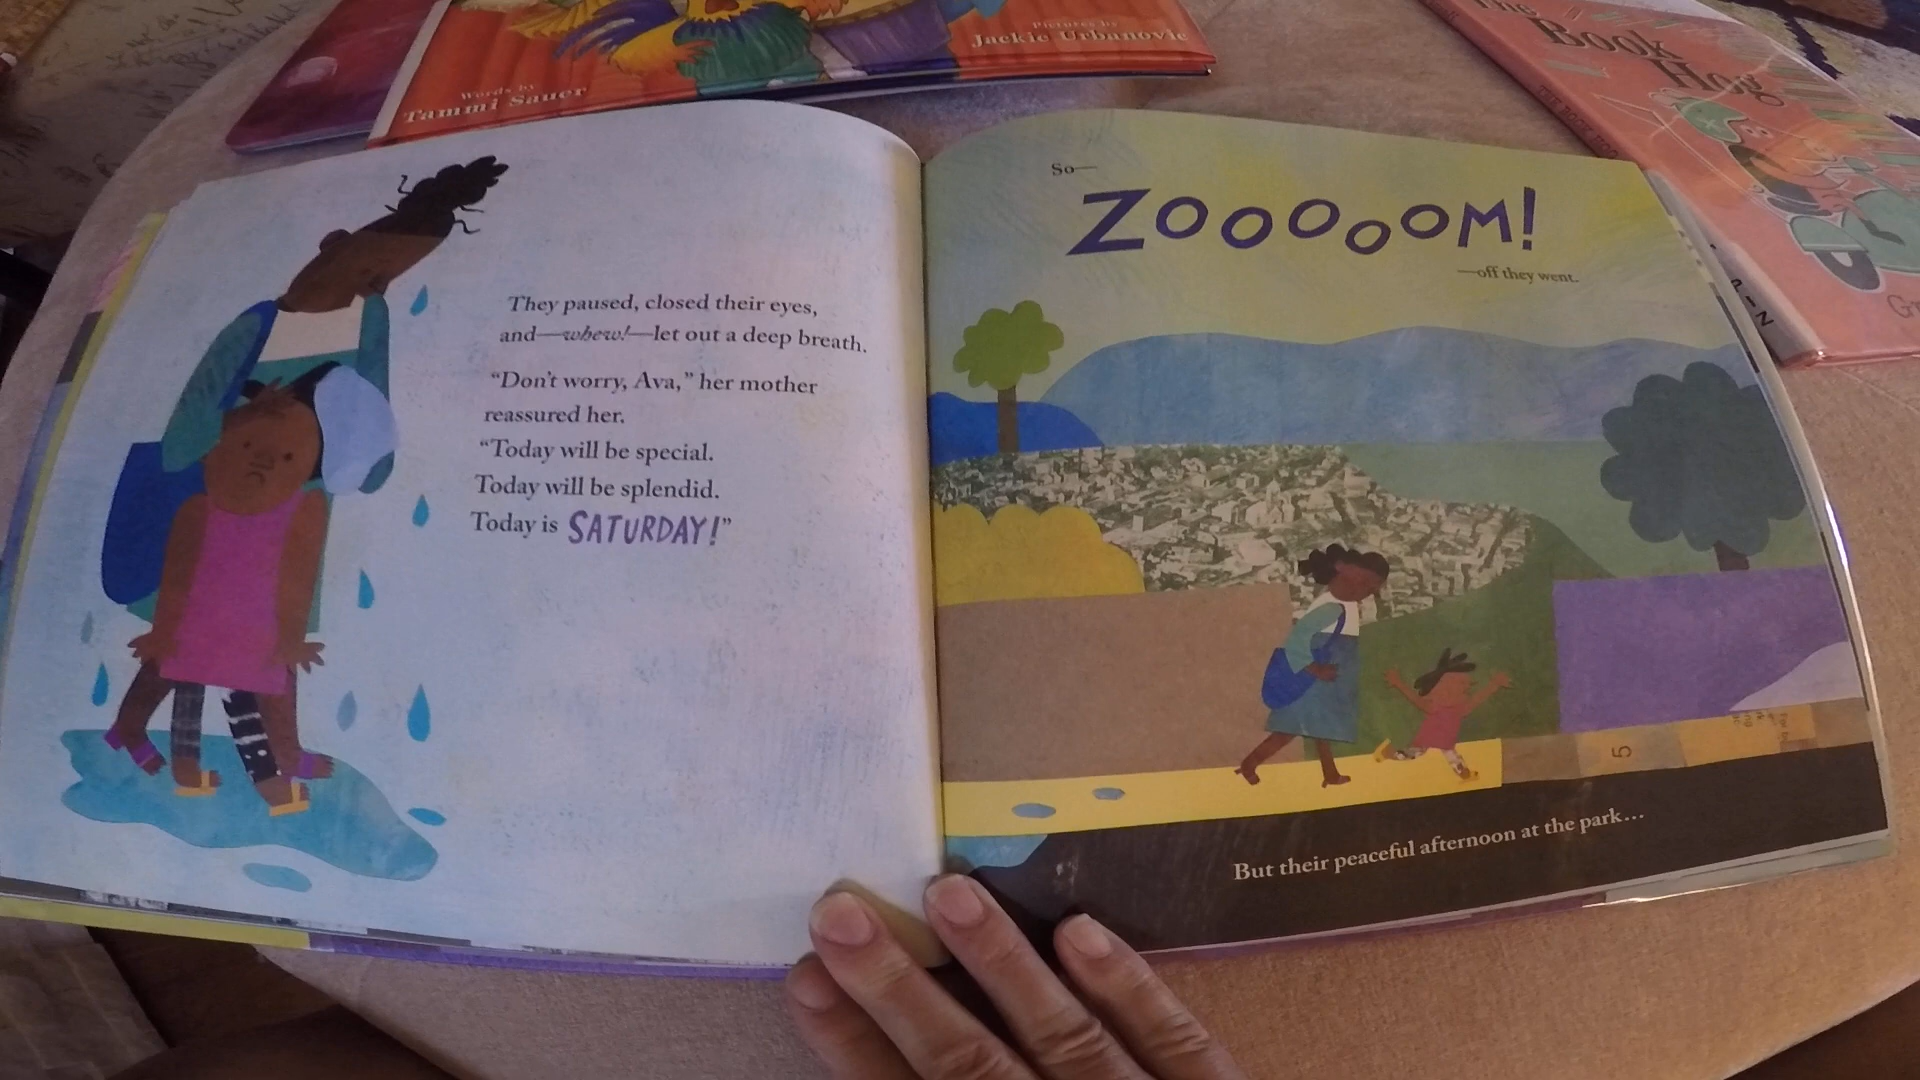 Words by
Tammi Sauer
Pictures by
Jackie Urbanovic
The
Book
Hog
They paused, closed their eyes,
and—whew!—let out a deep breath.
“Don’t worry, Ava,” her mother
reassured her.
“Today will be special.
Today will be splendid.
Today is SATURDAY!”
So—
ZOOOOOM!
—off they went.
5
But their peaceful afternoon at the park…